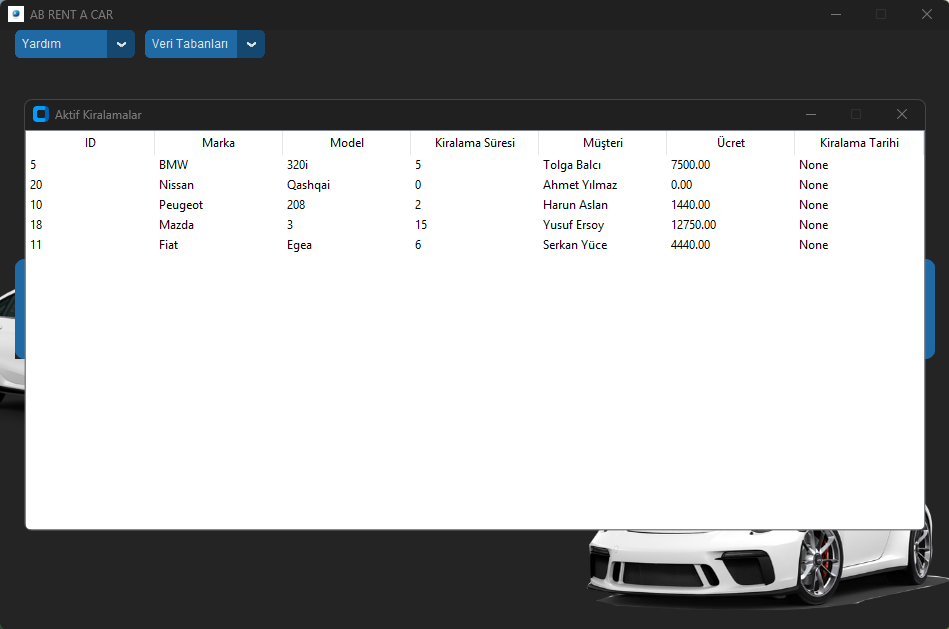 AB RENT A CAR
Yardım Veri Tabanları
Aktif Kiralamalar
ID Marka Model Kiralama Süresi Müşteri Ücret Kiralama Tarihi
5 BMW 320i 5 Tolga Balcı 7500.00 None
20 Nissan Qashqai 0 Ahmet Yılmaz 0.00 None
10 Peugeot 208 2 Harun Aslan 1440.00 None
18 Mazda 3 15 Yusuf Ersoy 12750.00 None
11 Fiat Egea 6 Serkan Yüce 4440.00 None